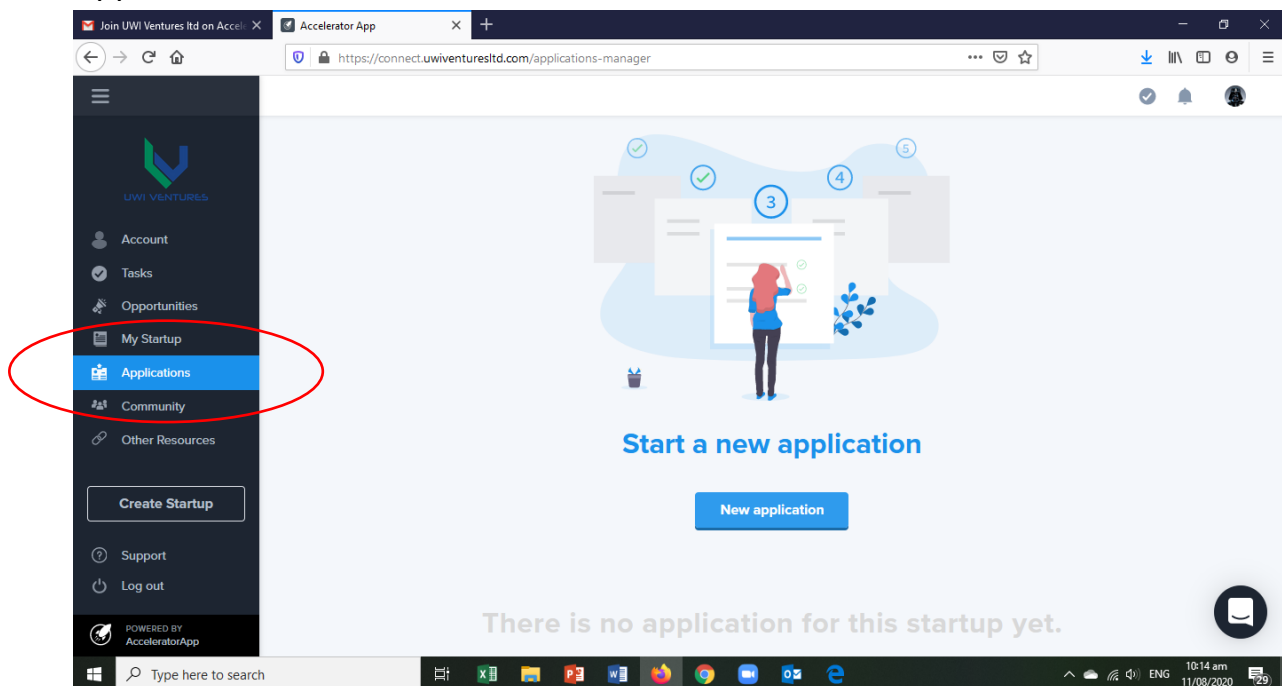 Join UWI Ventures ltd on Accele
Accelerator App
https://connect.uwiventuresltd.com/applications-manager
UWI VENTURES
Account
Tasks
Opportunities
My Startup
Applications
Community
Other Resources
Create Startup
Support
Log out
POWERED BY
AcceleratorApp
3
4
5
Start a new application
New application
There is no application for this startup yet.
Type here to search
ENG
10:14 am
11/08/2020
29